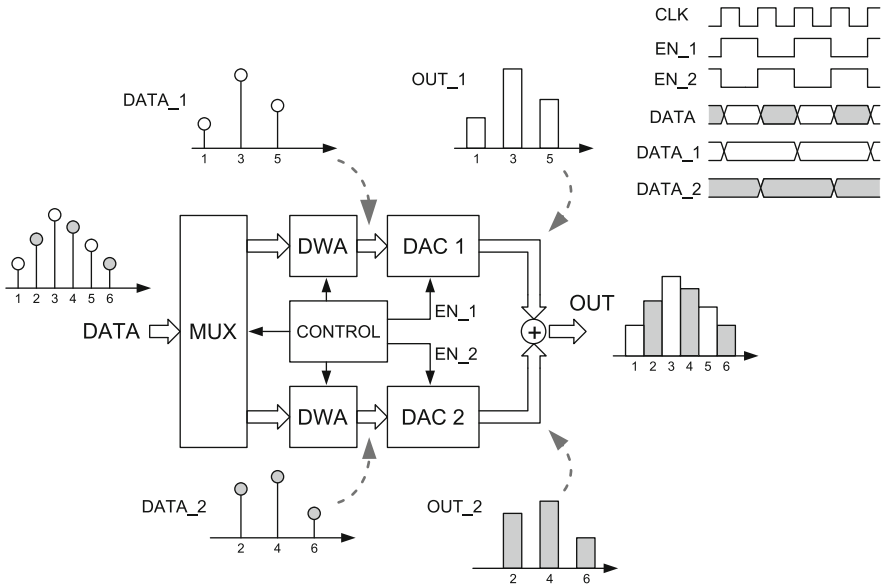 CLK
EN_1
EN_2
DATA
DATA_1
DATA_2
DATA_1
1 3 5
OUT_1
1 3 5
1 2 3 4 5 6
DATA
MUX
DWA
DAC 1
CONTROL
EN_1
EN_2
DWA
DAC 2
+
OUT
1 2 3 4 5 6
DATA_2
2 4 6
OUT_2
2 4 6